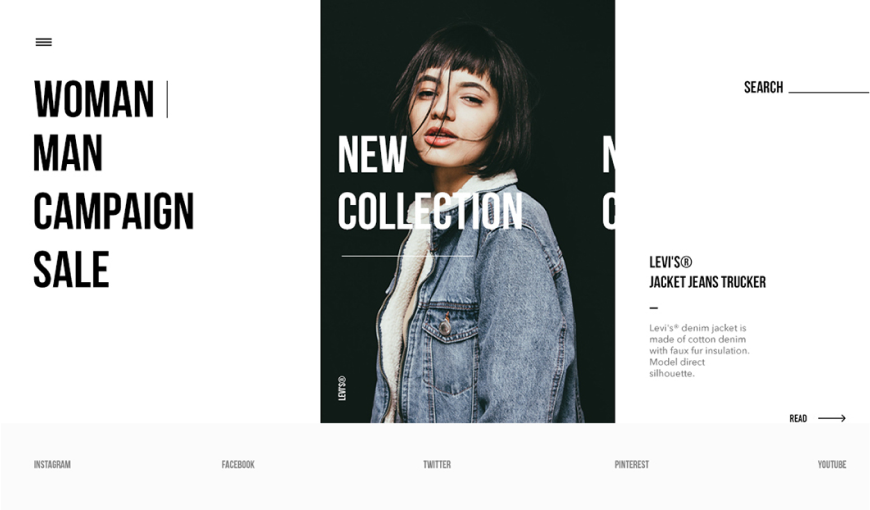 WOMAN
MAN
CAMPAIGN
SALE
NEW
COLLECTION
N
C
LEVI'S®
SEARCH
LEVI'S®
JACKET JEANS TRUCKER
Levi's® denim jacket is
made of cotton denim
with faux fur insulation.
Model direct
silhouette.
READ
INSTAGRAM
FACEBOOK
TWITTER
PINTEREST
YOUTUBE